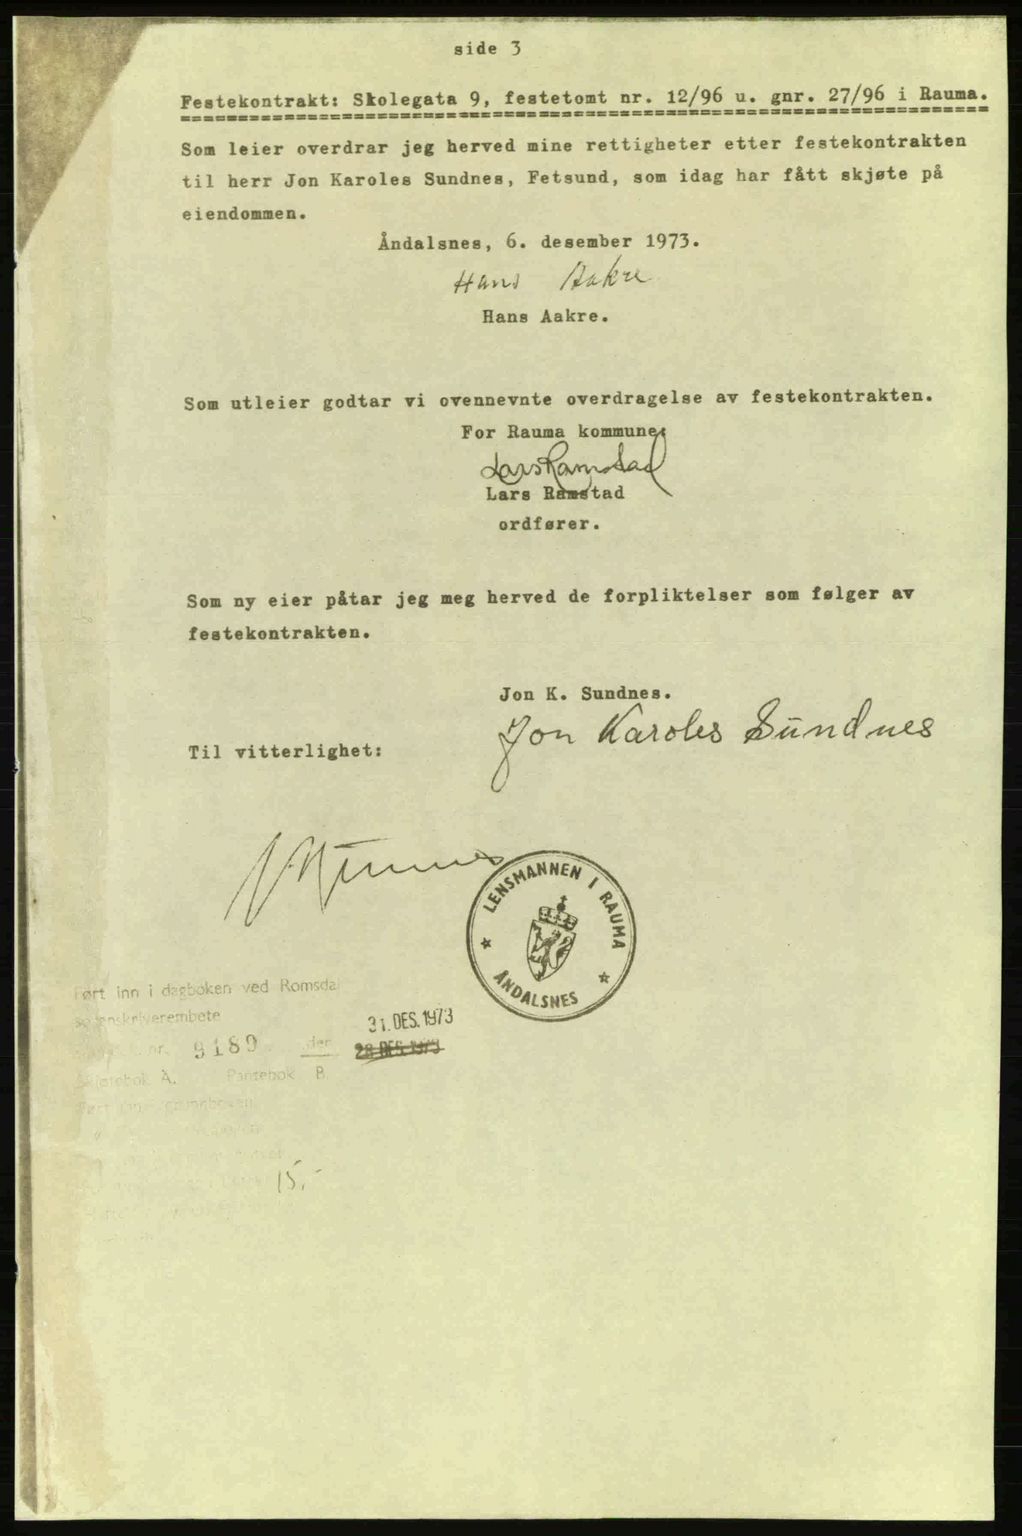 side 3
Festekontrakt: Skolegata 9, festetomt nr. 12/96 u. gnr. 27/96 i Rauma.
Som leier overdrar jeg herved mine rettigheter etter festekontrakten
til herr Jon Karoles Sundnes, Fetsund, som idag har fått skjøte på
eiendommen.
Åndalsnes, 6. desember 1973.
Hans Aakre
Hans Aakre.
Som utleier godtar vi ovennevnte overdragelse av festekontrakten.
For Rauma kommune:
Lars Ramstad
Lars Ramstad
ordfører.
Som ny eier påtar jeg meg herved de forpliktelser som følger av
festekontrakten.
Jon K. Sundnes.
Jon Karoles Sundnes
Til vitterlighet:
LENSMANNEN I RAUMA
ÅNDALSNES
Ført inn i dagboken ved Romsdal
sorenskriverembete
31. DES. 1973
nr. 9189 den 28 DES. 1973
Skjøtebok A. Pantebok B
15,-